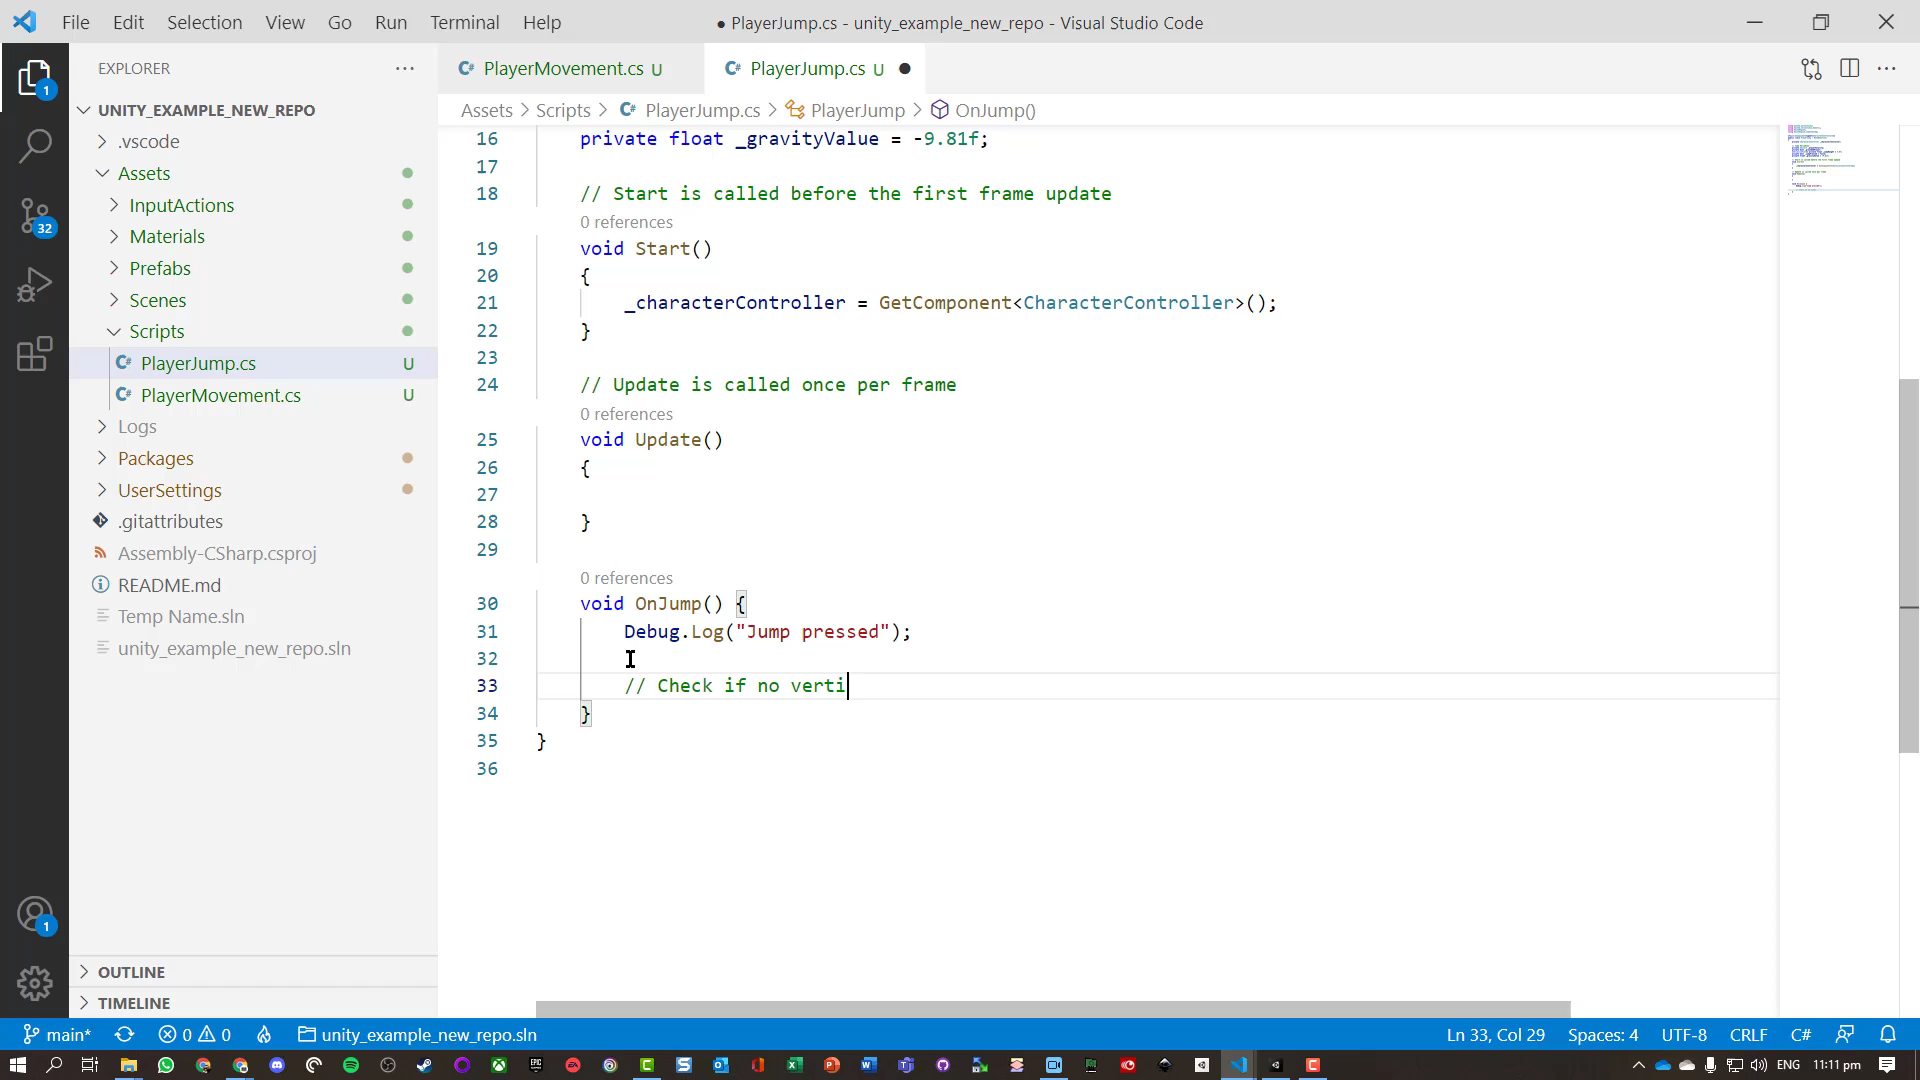 File Edit Selection View Go Run Terminal Help
● PlayerJump.cs - unity_example_new_repo - Visual Studio Code
EXPLORER
UNITY_EXAMPLE_NEW_REPO
.vscode
Assets
InputActions
Materials
Prefabs
Scenes
Scripts
PlayerJump.cs U
PlayerMovement.cs U
Logs
Packages
UserSettings
.gitattributes
Assembly-CSharp.csproj
README.md
Temp Name.sln
unity_example_new_repo.sln
OUTLINE
TIMELINE
1
32
1
PlayerMovement.cs U
PlayerJump.cs U
Assets > Scripts > PlayerJump.cs > PlayerJump > OnJump()
16 private float _gravityValue = -9.81f;
17
18 // Start is called before the first frame update
0 references
19 void Start()
20 {
21 _characterController = GetComponent<CharacterController>();
22 }
23
24 // Update is called once per frame
0 references
25 void Update()
26 {
27
28 }
29
0 references
30 void OnJump() {
31 Debug.Log("Jump pressed");
32
33 // Check if no verti
34 }
35 }
36
main* 0 0 unity_example_new_repo.sln
Ln 33, Col 29 Spaces: 4 UTF-8 CRLF C#
ENG 11:11 pm